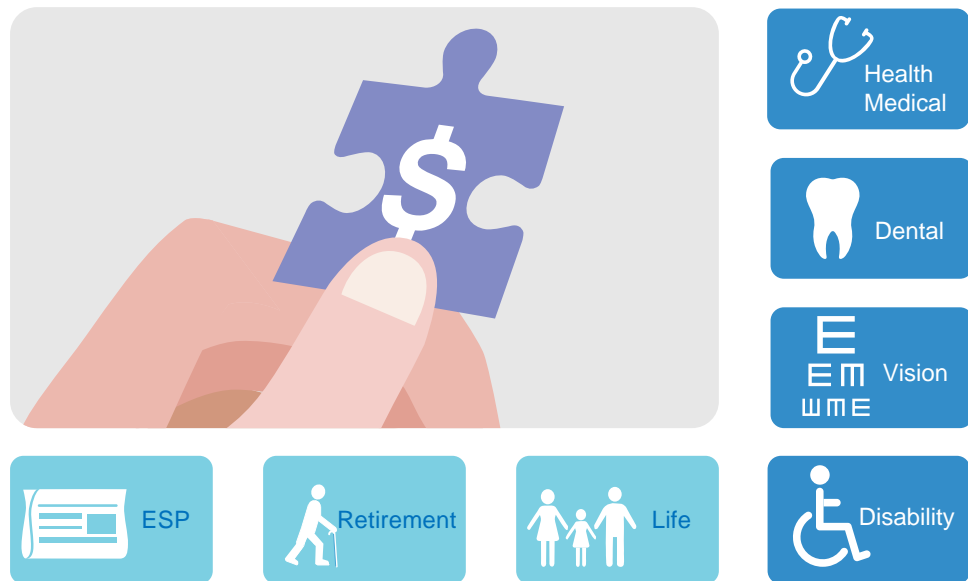 $
Health
Medical
Dental
E
E M
Ш M E
Vision
ESP
Retirement
Life
Disability